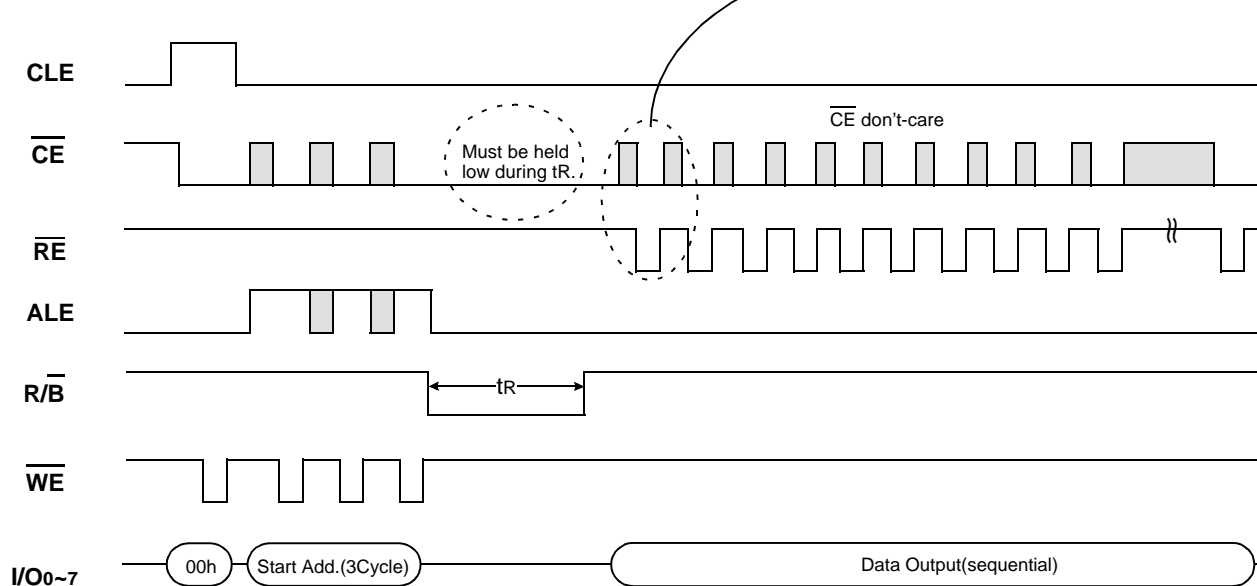 CLE
CE don't-care
CE
Must be held
low during tR.
RE
ALE
R/B
tR
WE
I/O0~7
00h
Start Add.(3Cycle)
Data Output(sequential)